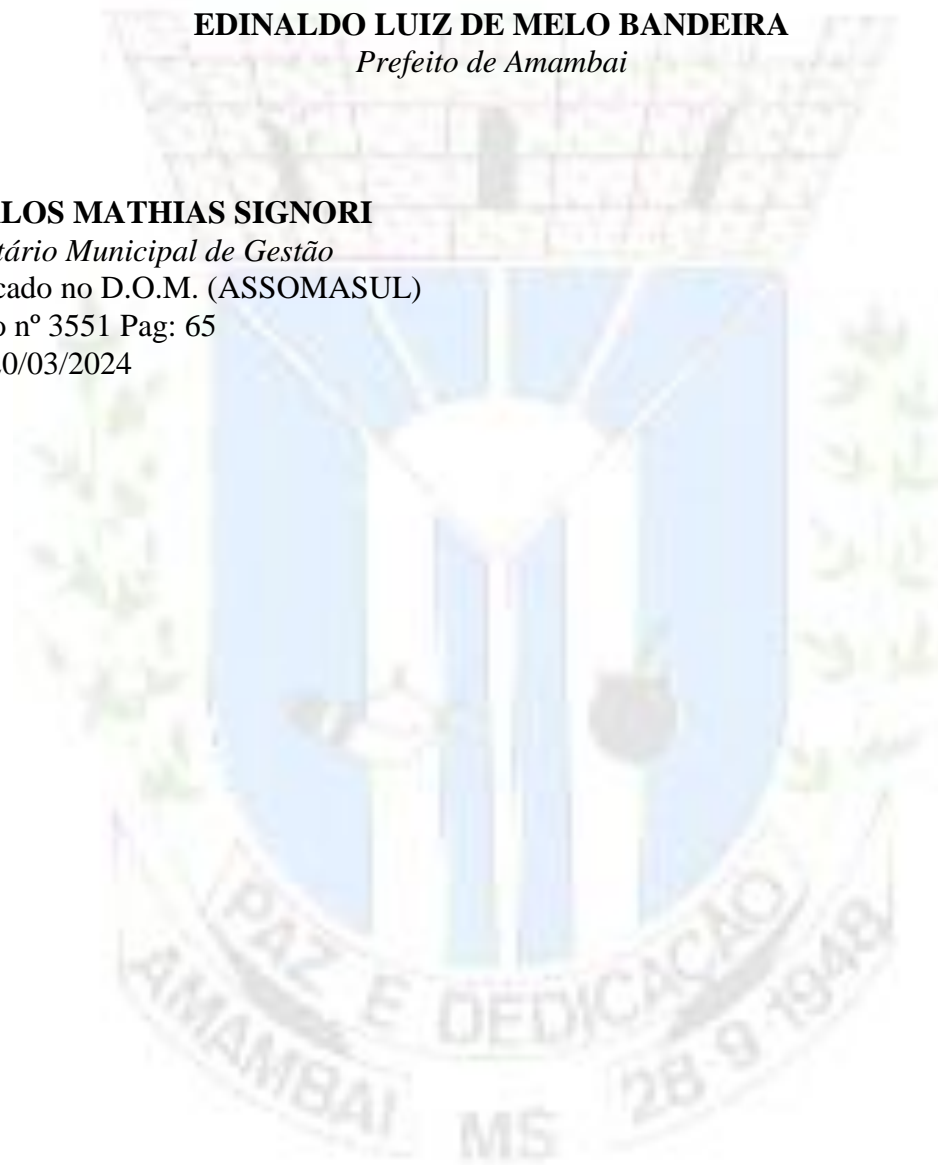 EDINALDO LUIZ DE MELO BANDEIRA
Prefeito de Amambai
LOS MATHIAS SIGNORI
tário Municipal de Gestão
cado no D.O.M. (ASSOMASUL)
o nº 3551 Pag: 65
0/03/2024
PAZ E DEDICAÇÃO
AMAMBAI MS 28 9 1948